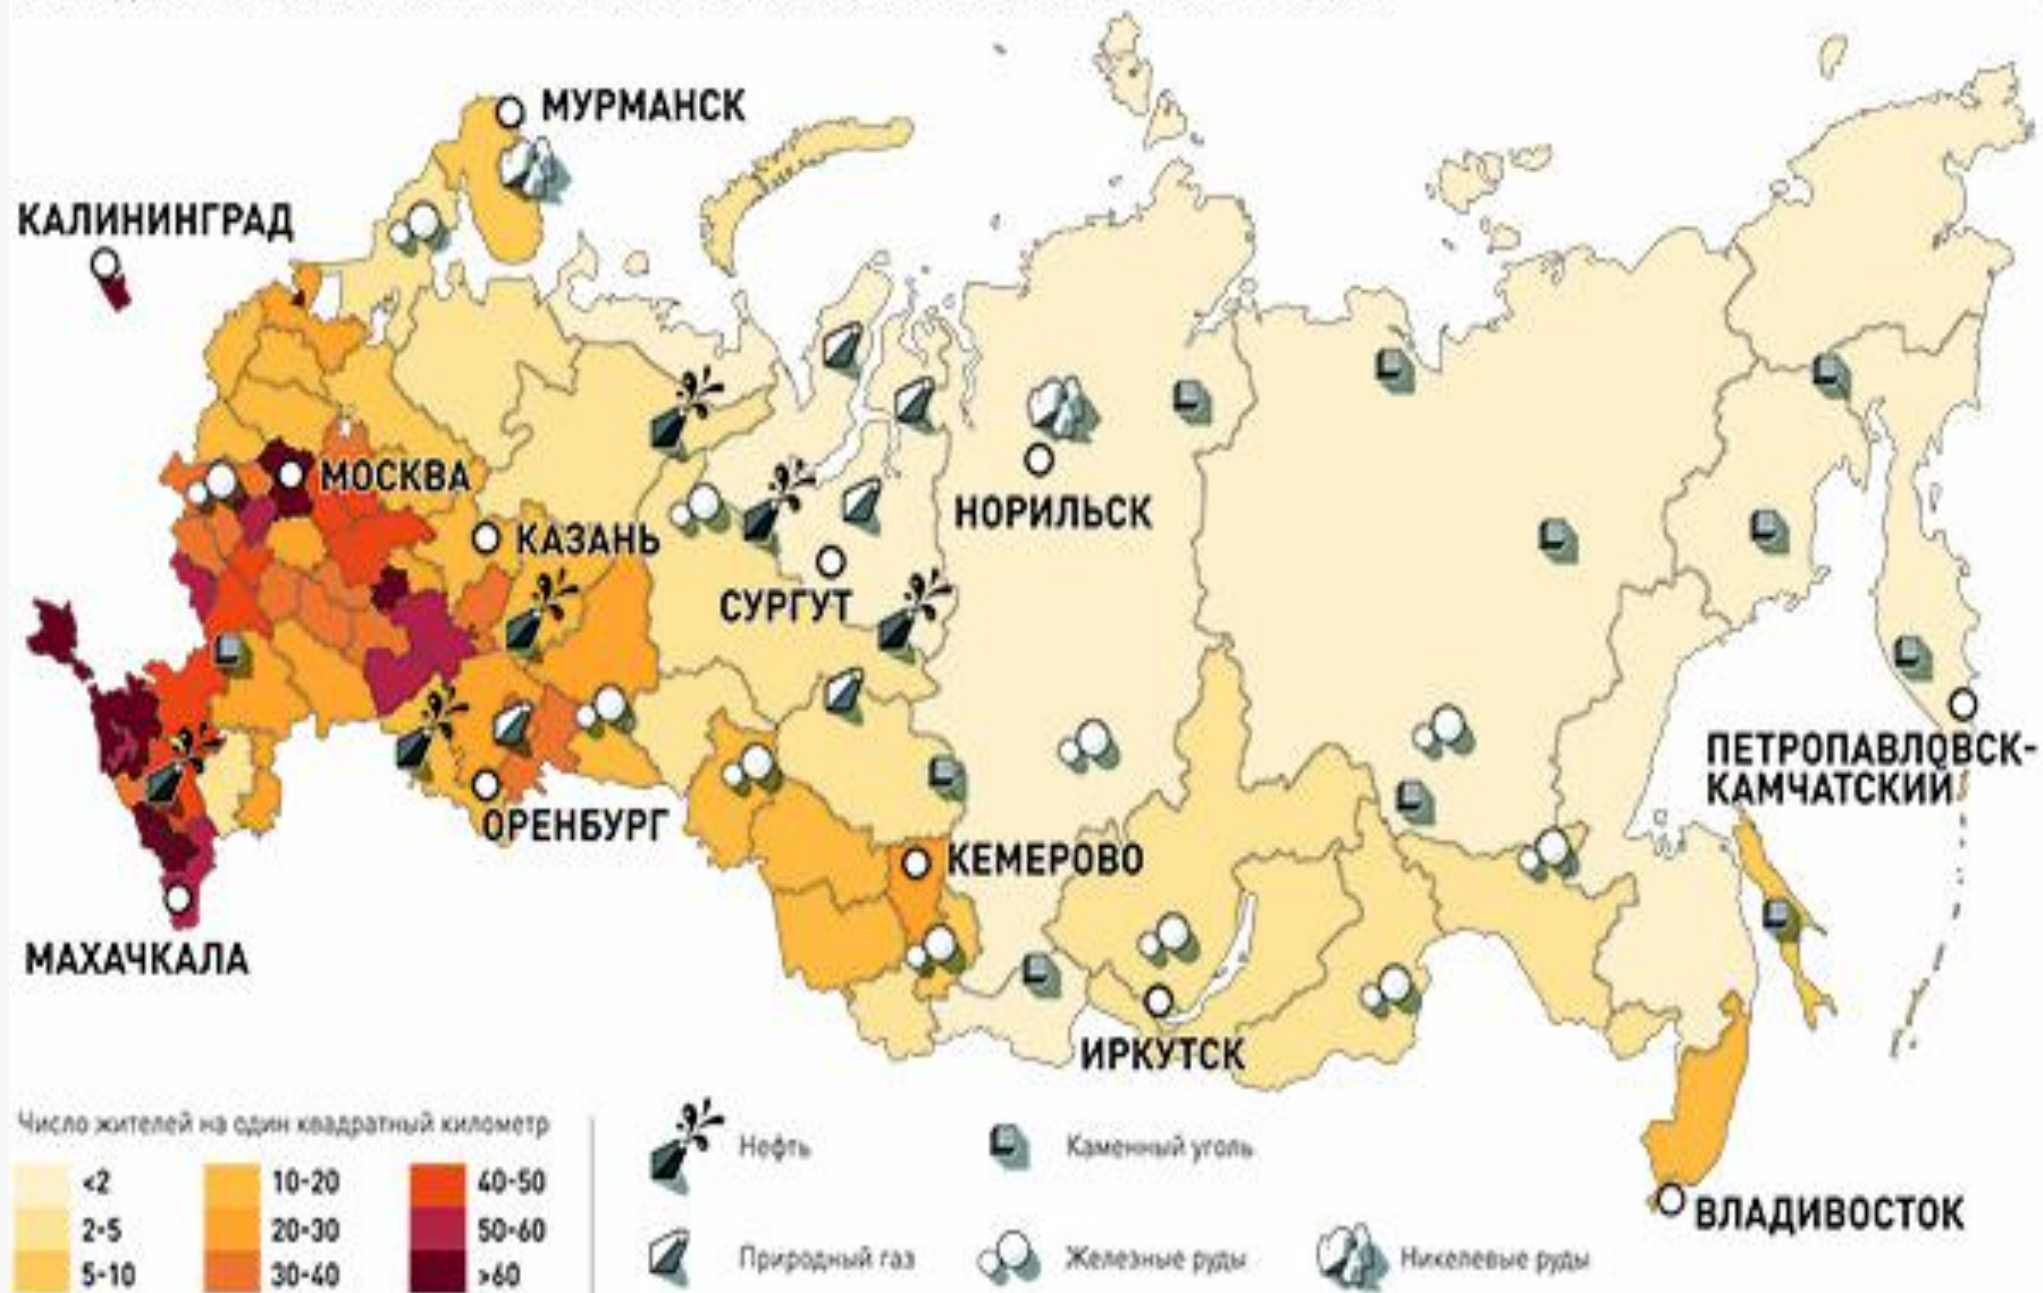 МУРМАНСК
КАЛИНИНГРАД
МОСКВА
КАЗАНЬ
НОРИЛЬСК
СУРГУТ
ПЕТРОПАВЛОВСК-
КАМЧАТСКИЙ
ОРЕНБУРГ
КЕМЕРОВО
МАХАЧКАЛА
ИРКУТСК
ВЛАДИВОСТОК
Число жителей на один квадратный километр
<2
2-5
5-10
10-20
20-30
30-40
40-50
50-60
>60
Нефть
Каменный уголь
Природный газ
Железные руды
Никелевые руды